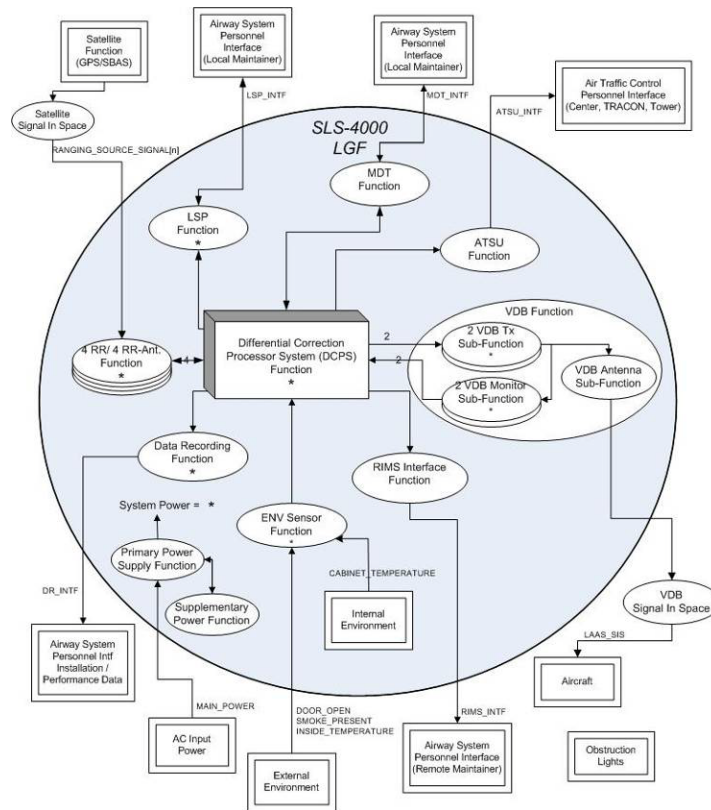 Satellite
Function
(GPS/SBAS)
Airway System
Personnel
Interface
(Local Maintainer)
Airway System
Personnel
Interface
(Local Maintainer)
Air Traffic Control
Personnel Interface
(Center, TRACON, Tower)
LSP_INTF
MDT_INTF
ATSU_INTF
Satellite
Signal In Space
RANGING_SOURCE_SIGNAL[n]
SLS-4000
LGF
MDT
Function
LSP
Function
*
ATSU
Function
VDB Function
4 RR/ 4 RR-Ant.
Function
*
4
Differential Correction
Processor System (DCPS)
Function
*
2
2
2 VDB Tx
Sub-Function
*
2 VDB Monitor
Sub-Function
*
VDB Antenna
Sub-Function
Data Recording
Function
*
RIMS Interface
Function
System Power = *
ENV Sensor
Function
*
Primary Power
Supply Function
CABINET_TEMPERATURE
DR_INTF
Supplementary
Power Function
Internal
Environment
VDB
Signal In Space
LAAS_SIS
Airway System
Personnel Intf
Installation /
Performance Data
Aircraft
MAIN_POWER
DOOR_OPEN
SMOKE_PRESENT
INSIDE_TEMPERATURE
RIMS_INTF
AC Input
Power
External
Environment
Airway System
Personnel Interface
(Remote Maintainer)
Obstruction
Lights